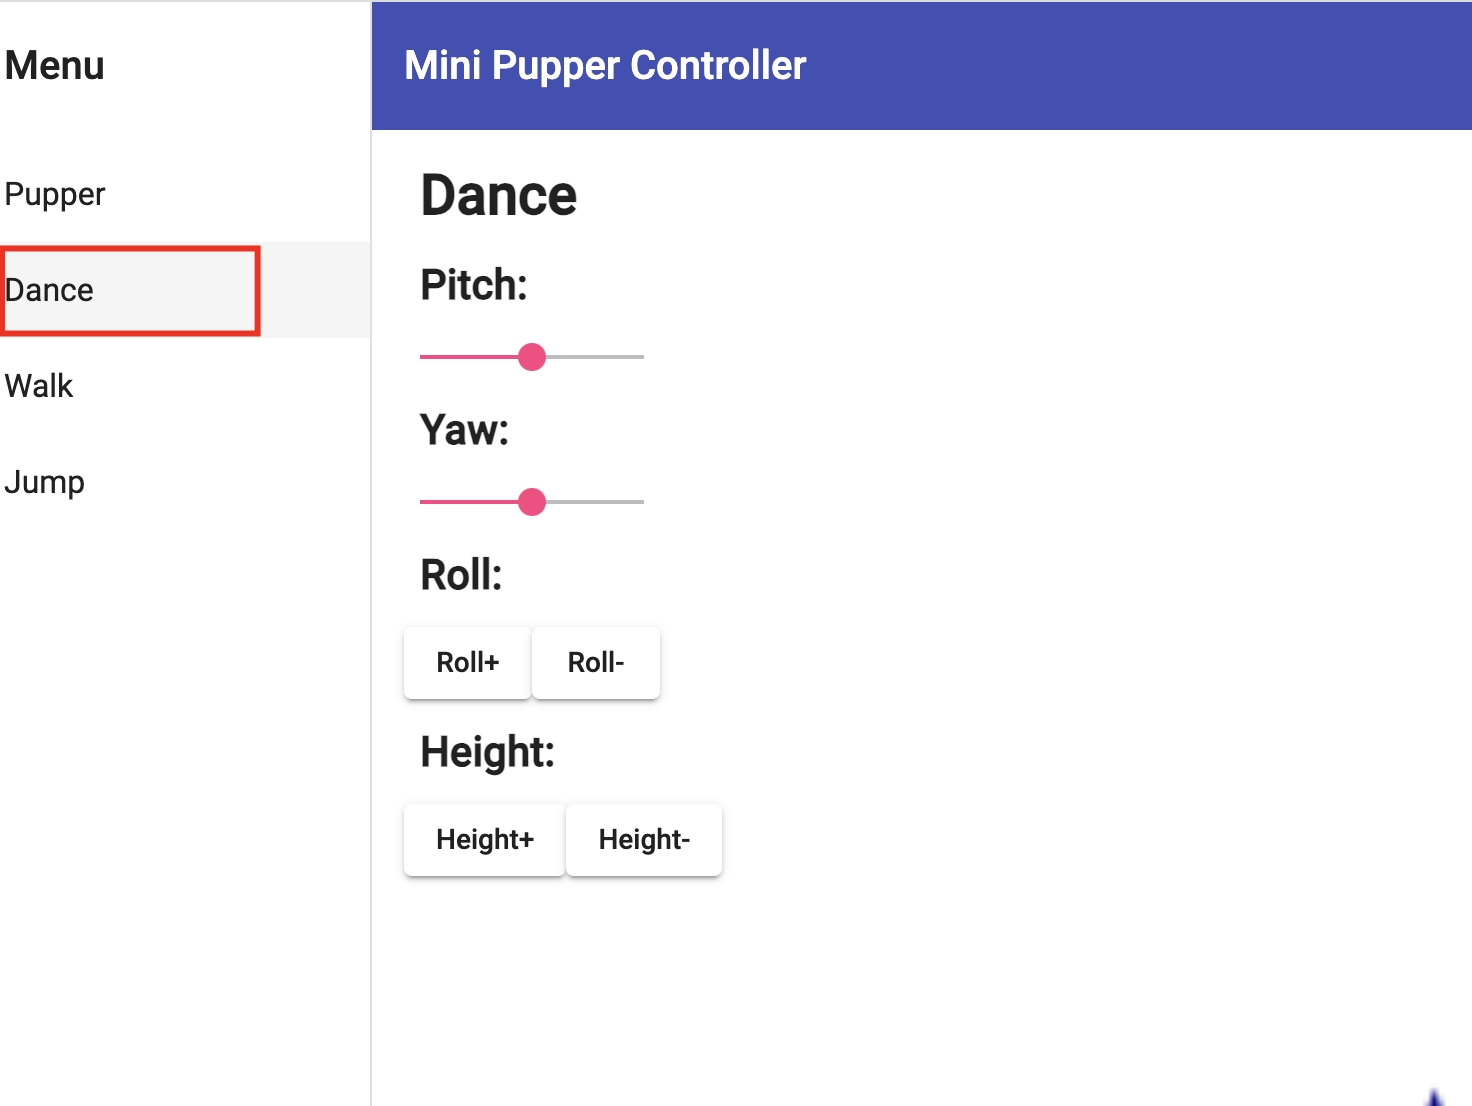 Menu
Pupper
Dance
Walk
Jump
Mini Pupper Controller
Dance
Pitch:
Yaw:
Roll:
Roll+ Roll-
Height:
Height+ Height-